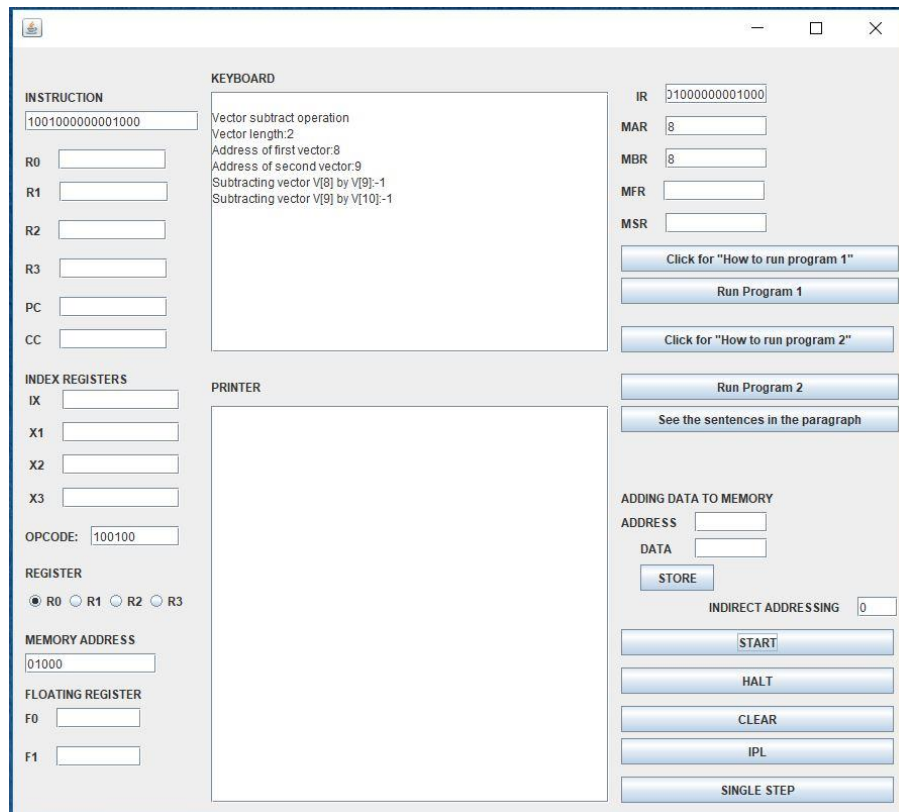 KEYBOARD
Vector subtract operation
Vector length:2
Address of first vector:8
Address of second vector:9
Subtracting vector V[8] by V[9]:-1
Subtracting vector V[9] by V[10]:-1
INSTRUCTION
1001000000001000
R0
R1
R2
R3
PC
CC
INDEX REGISTERS
IX
X1
X2
X3
OPCODE: 100100
REGISTER
R0 R1 R2 R3
MEMORY ADDRESS
01000
FLOATING REGISTER
F0
F1
PRINTER
IR 01000000001000
MAR 8
MBR 8
MFR
MSR
Click for "How to run program 1"
Run Program 1
Click for "How to run program 2"
Run Program 2
See the sentences in the paragraph
ADDING DATA TO MEMORY
ADDRESS
DATA
STORE
INDIRECT ADDRESSING 0
START
HALT
CLEAR
IPL
SINGLE STEP